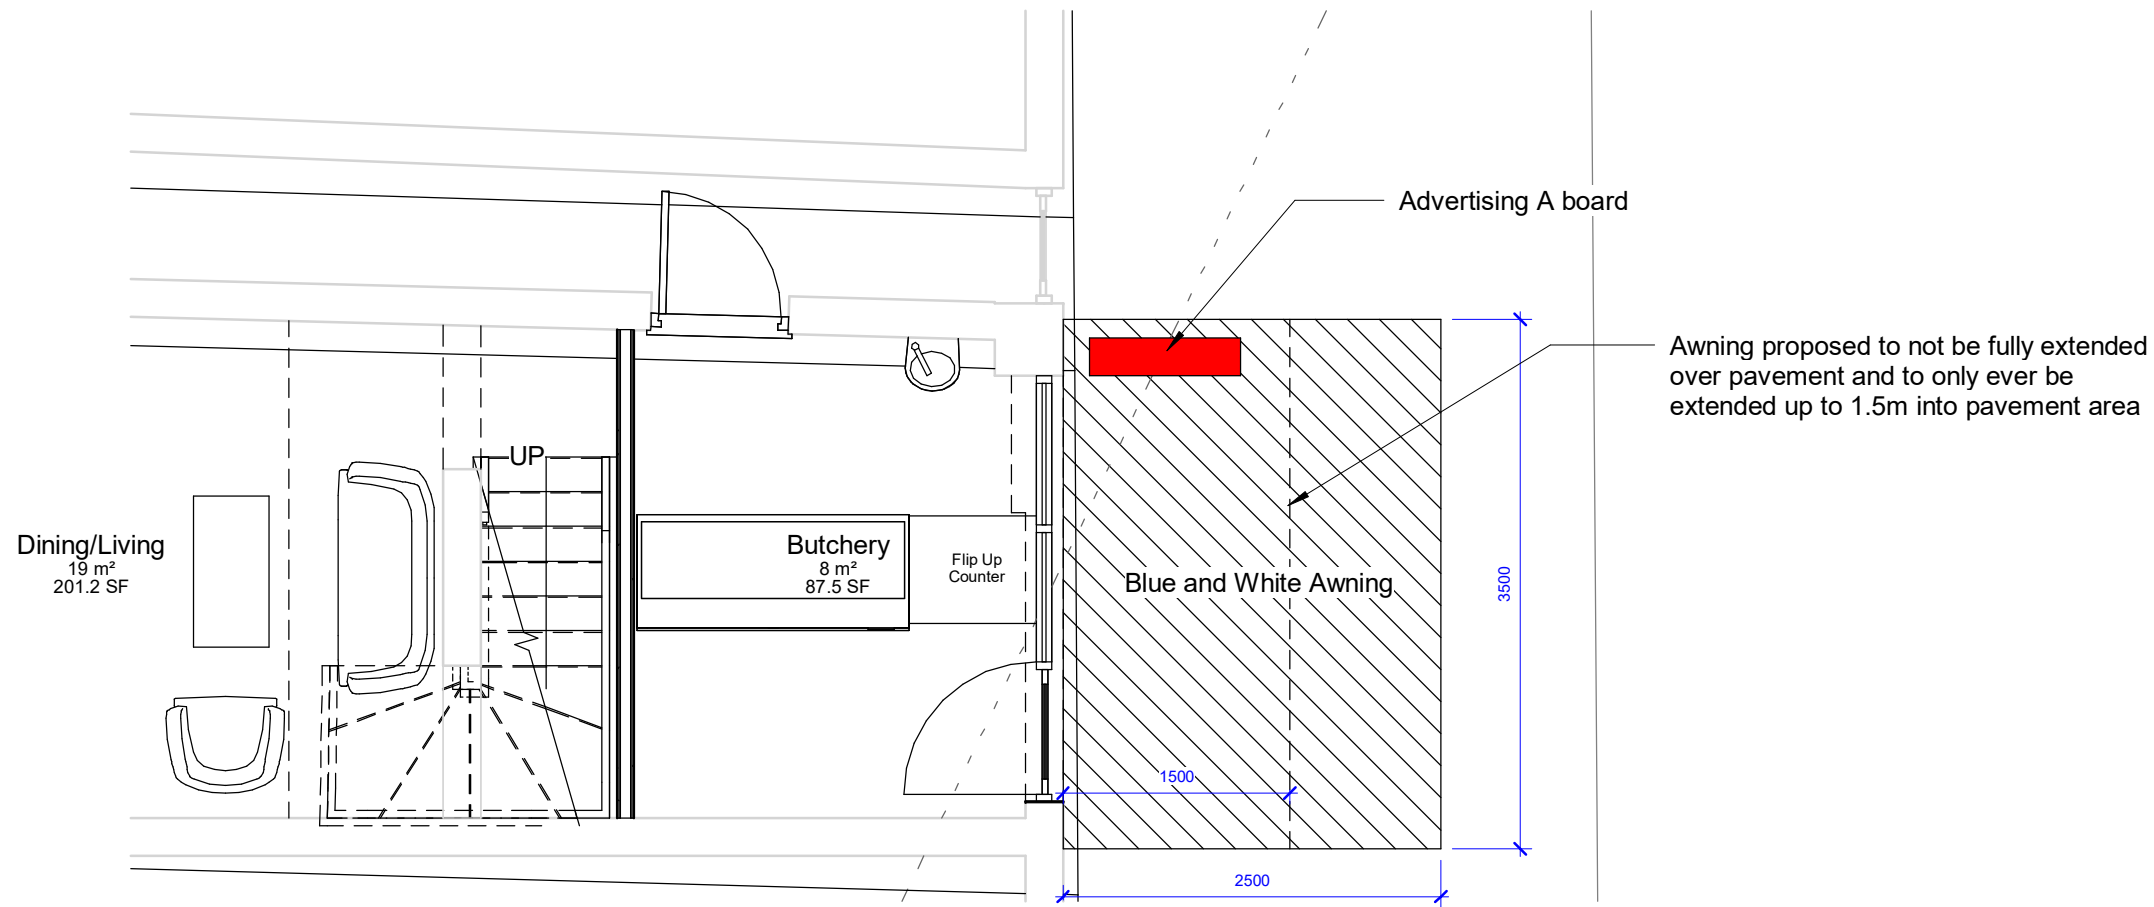 Advertising A board
Awning proposed to not be fully extended
over pavement and to only ever be
extended up to 1.5m into pavement area
UP
Dining/Living
19 m²
201.2 SF
Butchery
8 m²
87.5 SF
Flip Up
Counter
Blue and White Awning
3500
1500
2500